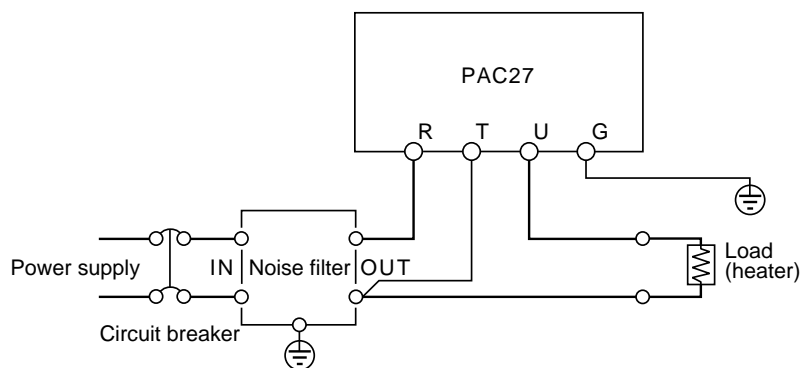 PAC27
R T U G
IN Noise filter OUT
Power supply
Load
(heater)
Circuit breaker